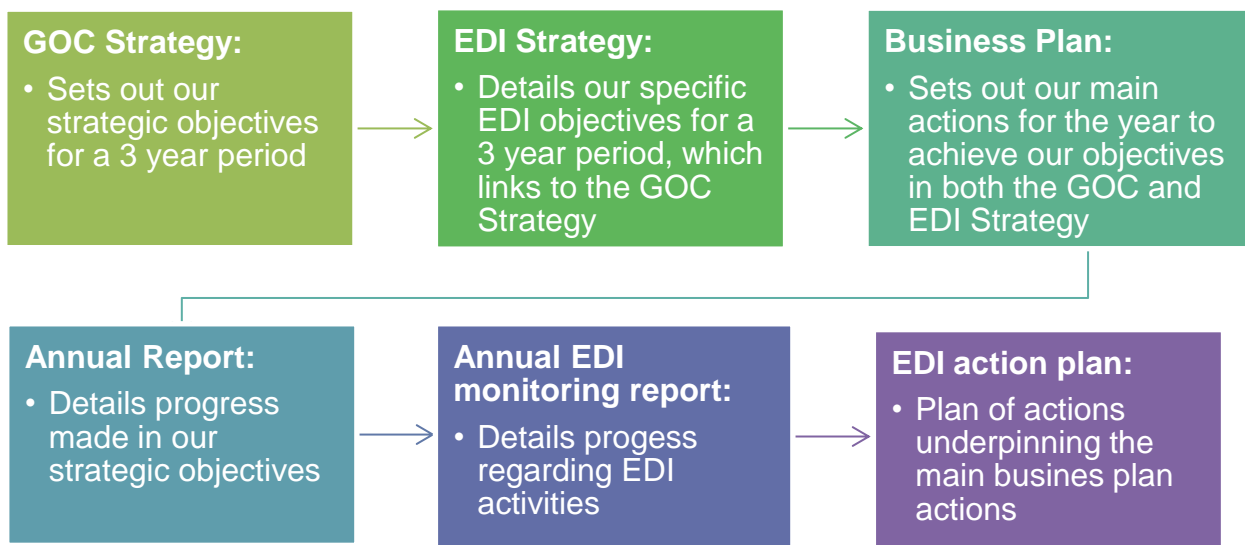 GOC Strategy:
• Sets out our
strategic objectives
for a 3 year period
EDI Strategy:
• Details our specific
EDI objectives for a
3 year period, which
links to the GOC
Strategy
Business Plan:
• Sets out our main
actions for the year to
achieve our objectives
in both the GOC and
EDI Strategy
Annual Report:
• Details progress
made in our
strategic objectives
Annual EDI
monitoring report:
• Details progess
regarding EDI
activities
EDI action plan:
• Plan of actions
underpinning the
main busines plan
actions